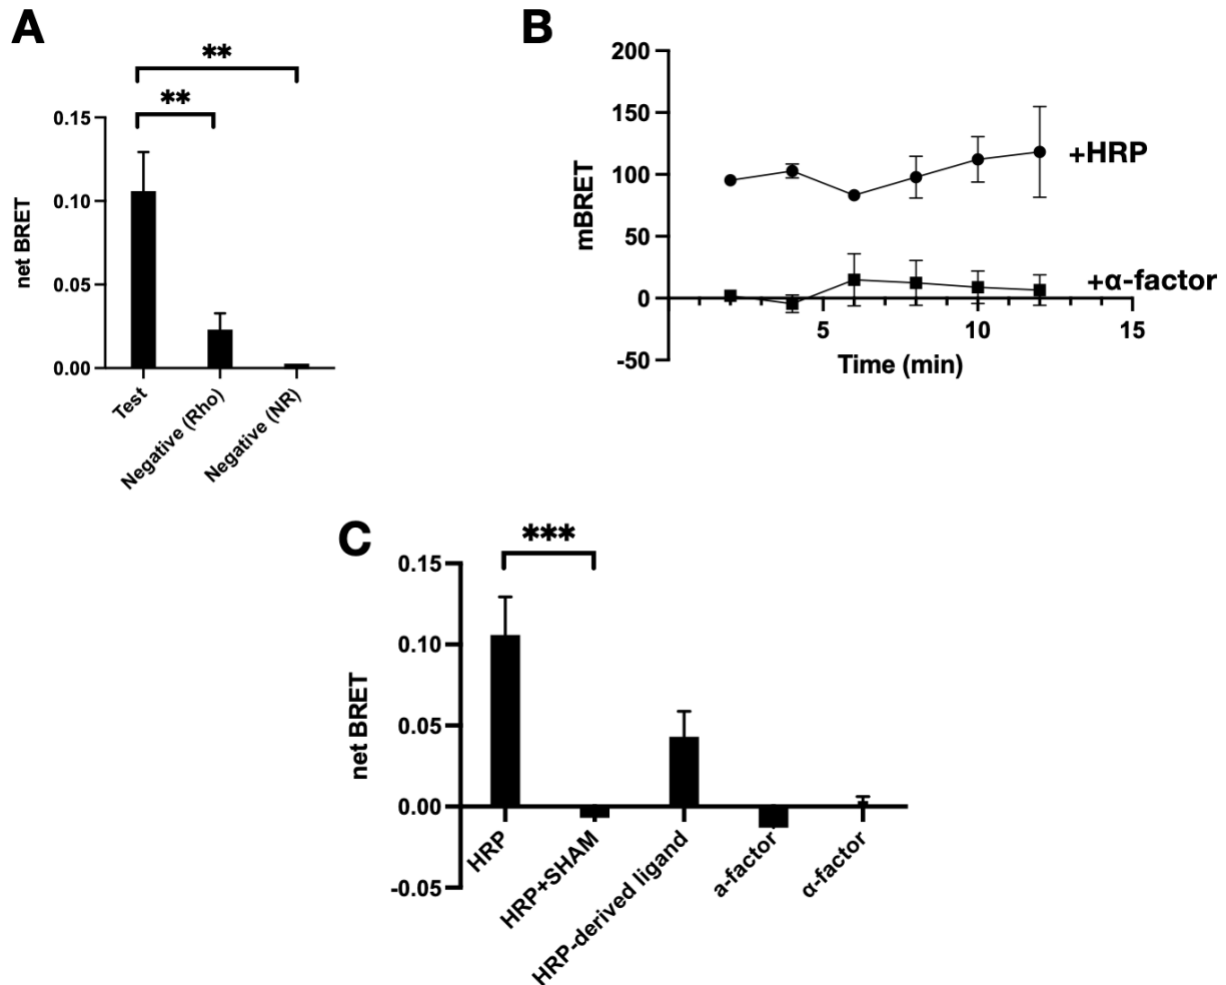 A
**
**
0.15
0.10
0.05
0.00
net BRET
Test
Negative (Rho)
Negative (NR)
B
200
150
100
50
0
-50
mBRET
+HRP
+α-factor
5
10
15
Time (min)
C
***
0.15
0.10
0.05
0.00
-0.05
net BRET
HRP
HRP+SHAM
HRP-derived ligand
a-factor
α-factor